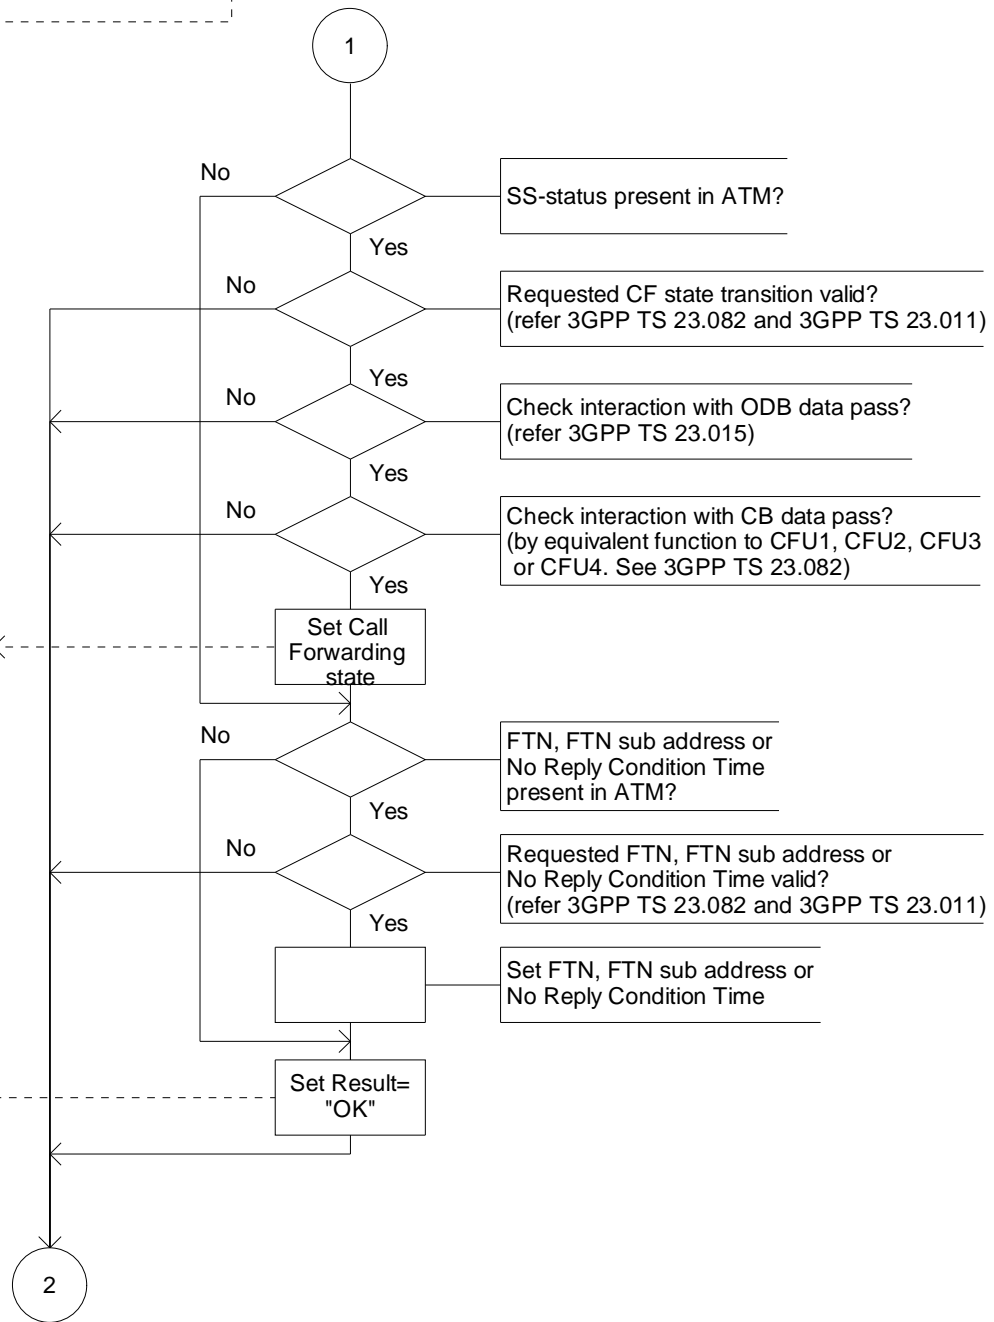 1
No
SS-status present in ATM?
Yes
No
Requested CF state transition valid?
(refer 3GPP TS 23.082 and 3GPP TS 23.011)
Yes
No
Check interaction with ODB data pass?
(refer 3GPP TS 23.015)
Yes
No
Check interaction with CB data pass?
(by equivalent function to CFU1, CFU2, CFU3
or CFU4. See 3GPP TS 23.082)
Yes
Set Call
Forwarding
state
No
FTN, FTN sub address or
No Reply Condition Time
present in ATM?
Yes
No
Requested FTN, FTN sub address or
No Reply Condition Time valid?
(refer 3GPP TS 23.082 and 3GPP TS 23.011)
Yes
Set FTN, FTN sub address or
No Reply Condition Time
Set Result=
"OK"
2